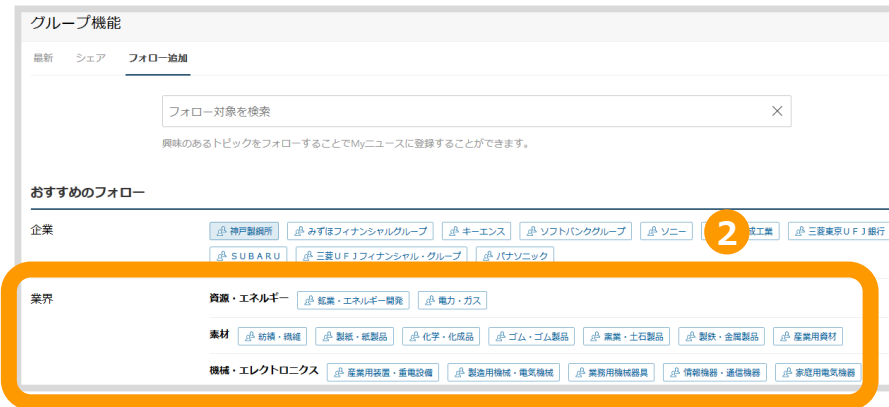 グループ機能
最新 シェア フォロー追加
フォロー対象を検索
興味のあるトピックをフォローすることでMyニュースに登録することができます。
おすすめのフォロー
企業 神戸製鋼所 みずほフィナンシャルグループ キーエンス ソフトバンクグループ ソニー 2 成工業 三菱東京UFJ銀行
SUBARU 三菱UFJフィナンシャル・グループ パナソニック
業界 資源・エネルギー 鉱業・エネルギー開発 電力・ガス
素材 紡績・繊維 製紙・紙製品 化学・化成品 ゴム・ゴム製品 窯業・土石製品 製鉄・金属製品 産業用資材
機械・エレクトロニクス 産業用装置・重電設備 製造用機械・電気機械 業務用機械器具 情報機器・通信機器 家庭用電気機器